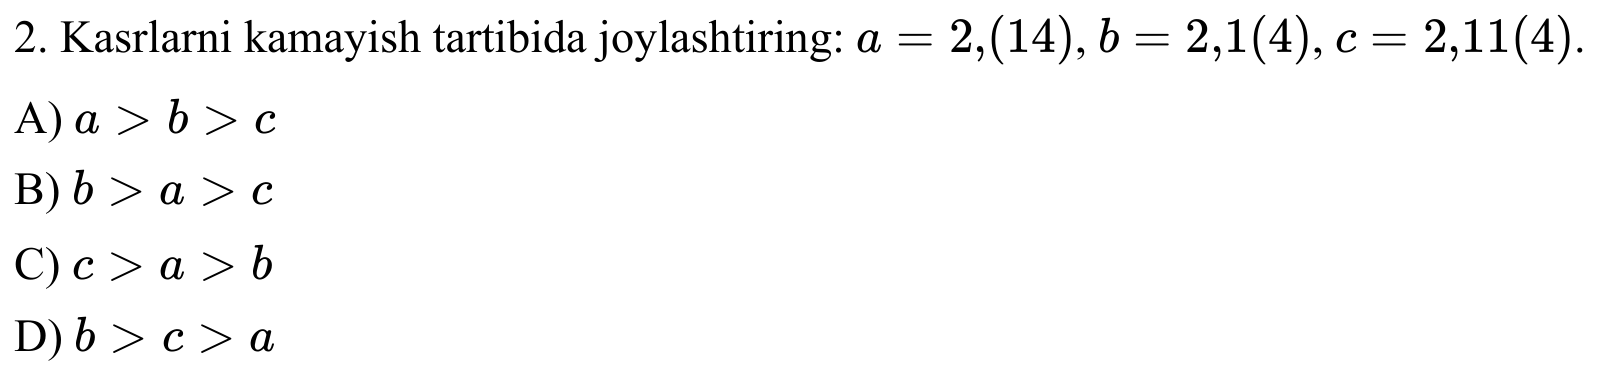 2. Kasrlarni kamayish tartibida joylashtiring: a = 2,(14), b = 2,1(4), c = 2,11(4).
A) a > b > c
B) b > a > c
C) c > a > b
D) b > c > a